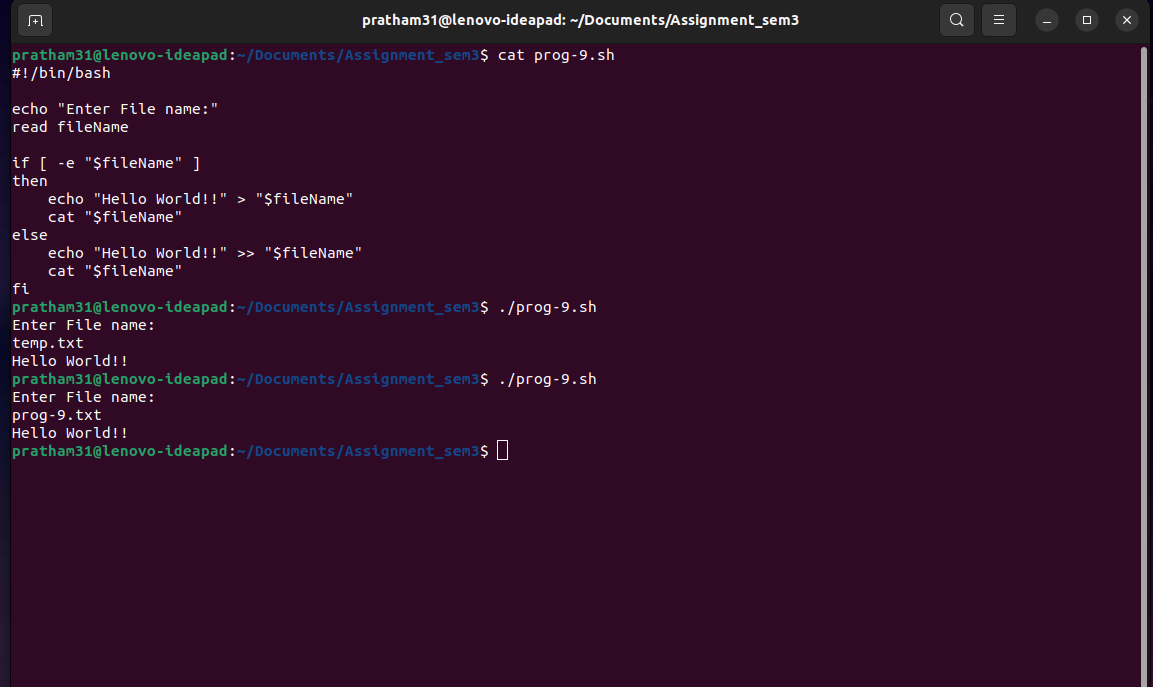 pratham31@lenovo-ideapad: ~/Documents/Assignment_sem3
pratham31@lenovo-ideapad:~/Documents/Assignment_sem3$ cat prog-9.sh
#!/bin/bash
echo "Enter File name:"
read fileName
if [ -e "$fileName" ]
then
echo "Hello World!!" > "$fileName"
cat "$fileName"
else
echo "Hello World!!" >> "$fileName"
cat "$fileName"
fi
pratham31@lenovo-ideapad:~/Documents/Assignment_sem3$ ./prog-9.sh
Enter File name:
temp.txt
Hello World!!
pratham31@lenovo-ideapad:~/Documents/Assignment_sem3$ ./prog-9.sh
Enter File name:
prog-9.txt
Hello World!!
pratham31@lenovo-ideapad:~/Documents/Assignment_sem3$